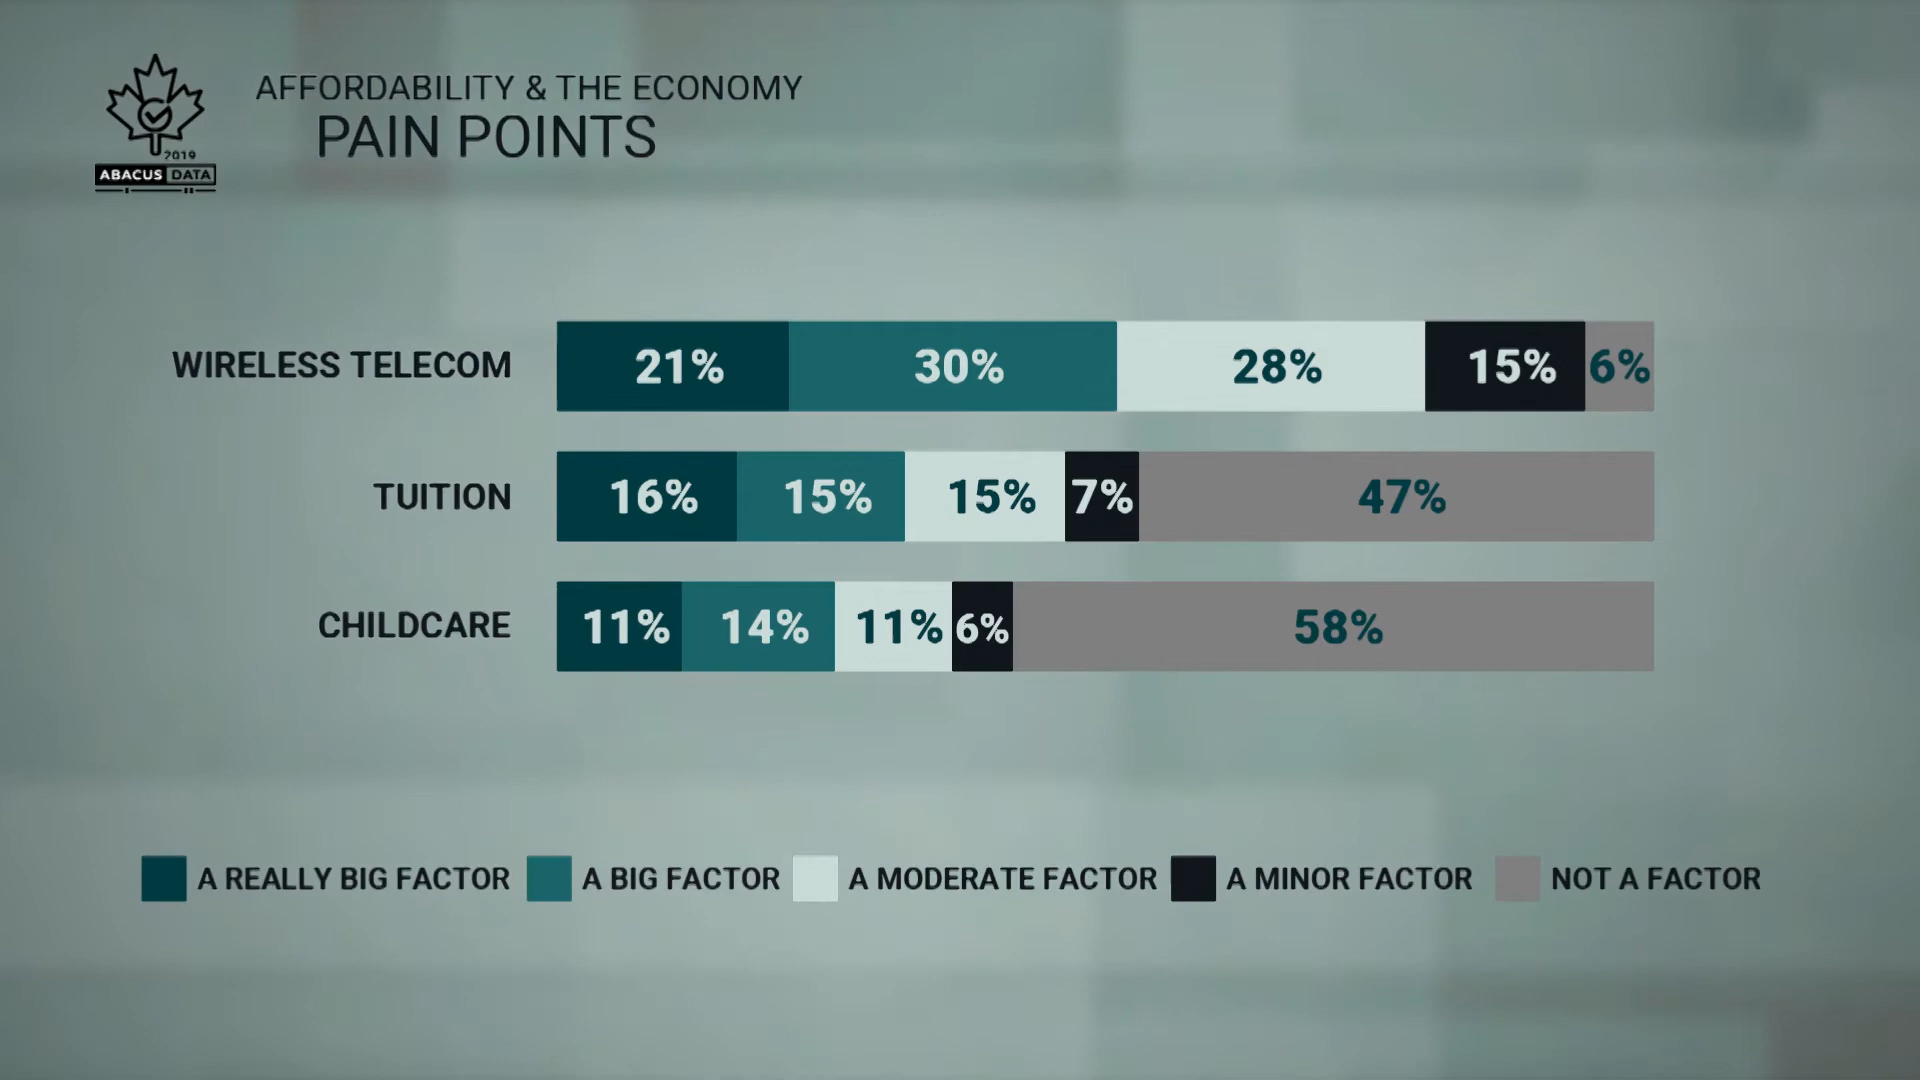 AFFORDABILITY & THE ECONOMY
PAIN POINTS
2019
ABACUS DATA
WIRELESS TELECOM 21% 30% 28% 15% 6%
TUITION 16% 15% 15% 7% 47%
CHILDCARE 11% 14% 11% 6% 58%
A REALLY BIG FACTOR A BIG FACTOR A MODERATE FACTOR A MINOR FACTOR NOT A FACTOR